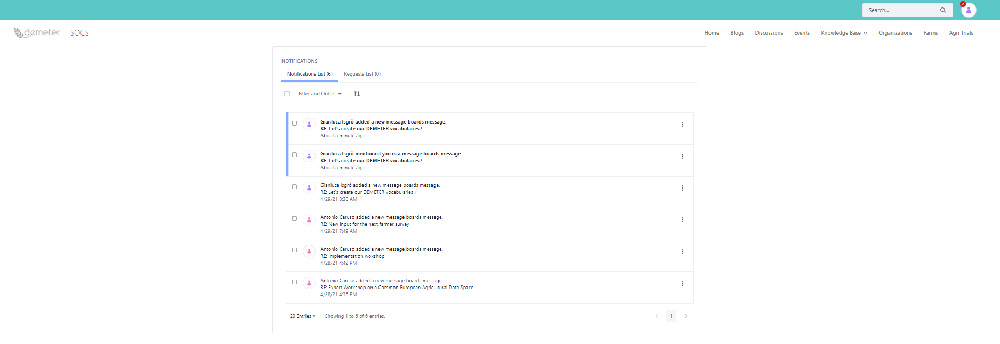 Search...
2
demeter SOCS
Home Blogs Discussions Events Knowledge Base Organizations Farms Agri Trials
NOTIFICATIONS
Notifications List (6) Requests List (0)
Filter and Order
Gianluca Isgrò added a new message boards message.
RE: Let's create our DEMETER vocabularies !
About a minute ago.
Gianluca Isgrò mentioned you in a message boards message.
RE: Let's create our DEMETER vocabularies !
About a minute ago.
Gianluca Isgrò added a new message boards message.
RE: Let's create our DEMETER vocabularies !
4/29/21 8:30 AM
Antonio Caruso added a new message boards message.
RE: New input for the next farmer survey
4/29/21 7:49 AM
Antonio Caruso added a new message boards message.
RE: Implementation wokshop
4/28/21 4:42 PM
Antonio Caruso added a new message boards message.
RE: Expert Workshop on a Common European Agricultural Data Space -...
4/28/21 4:36 PM
20 Entries Showing 1 to 6 of 6 entries. 1